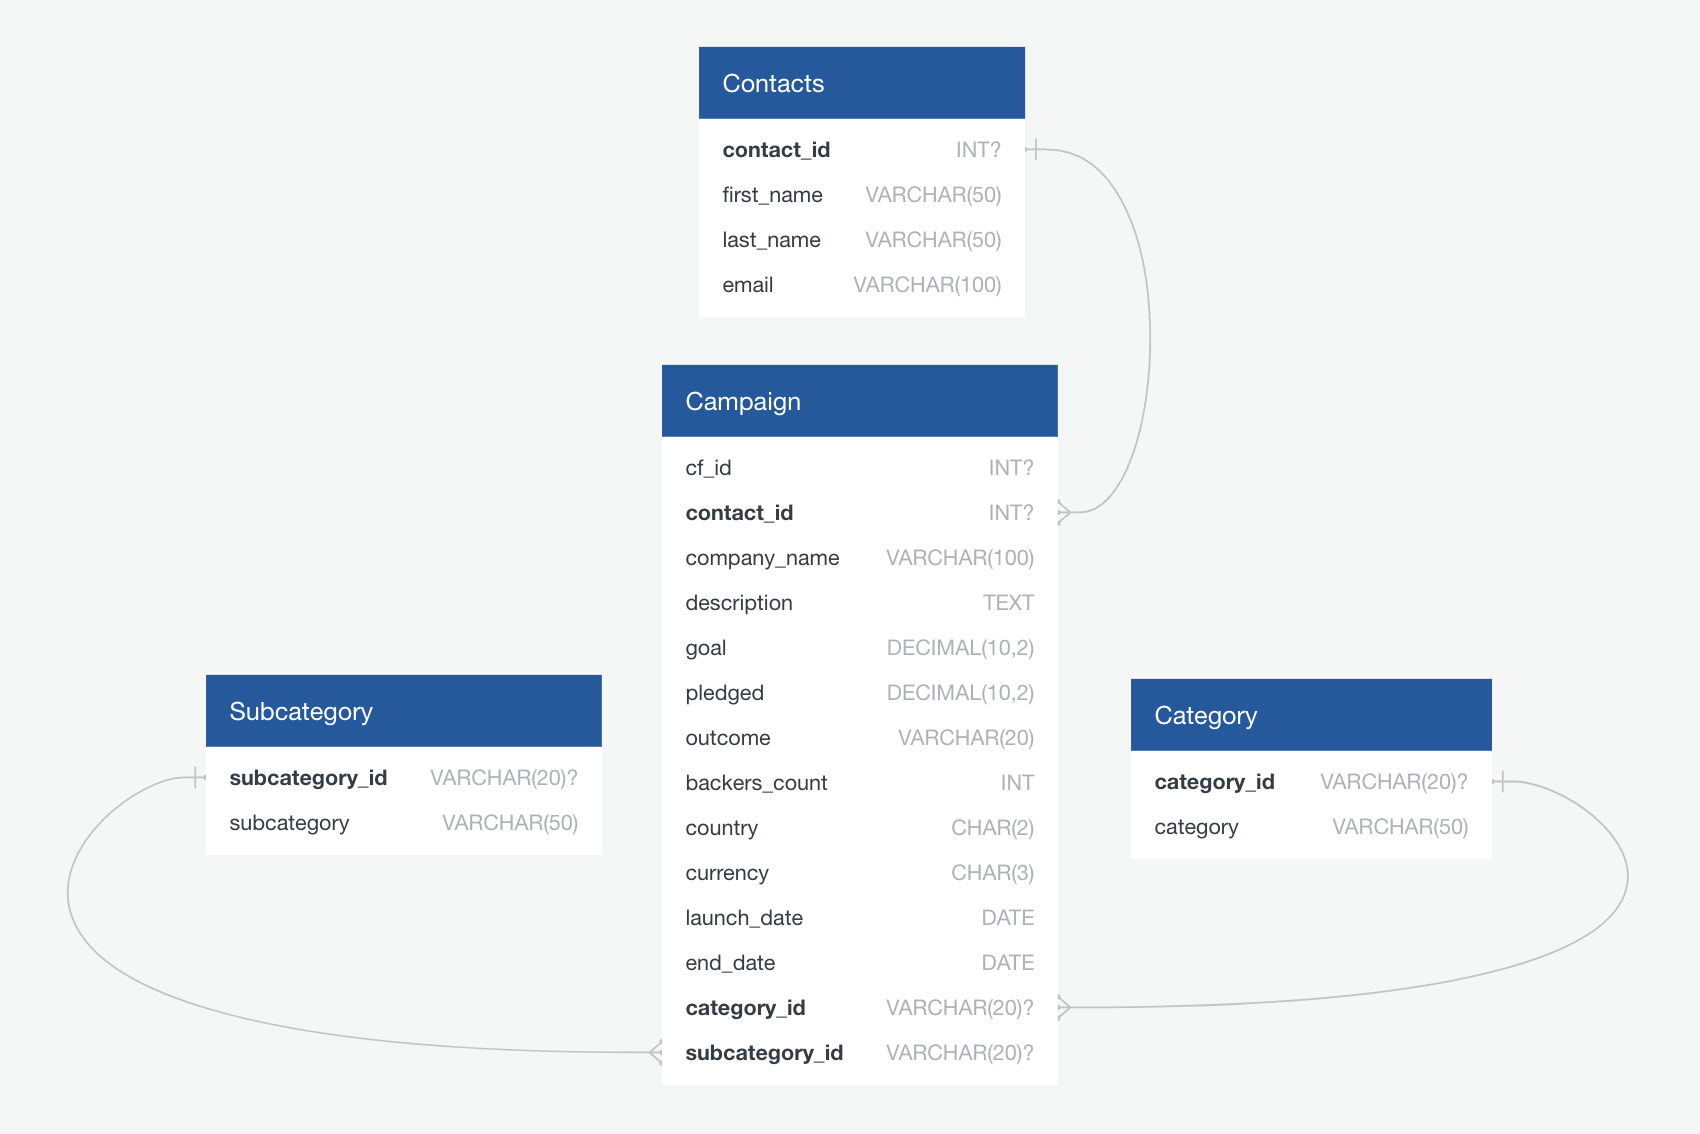 Contacts
contact_id INT?
first_name VARCHAR(50)
last_name VARCHAR(50)
email VARCHAR(100)
Campaign
cf_id INT?
contact_id INT?
company_name VARCHAR(100)
description TEXT
goal DECIMAL(10,2)
pledged DECIMAL(10,2)
outcome VARCHAR(20)
backers_count INT
country CHAR(2)
currency CHAR(3)
launch_date DATE
end_date DATE
category_id VARCHAR(20)?
subcategory_id VARCHAR(20)?
Subcategory
subcategory_id VARCHAR(20)?
subcategory VARCHAR(50)
Category
category_id VARCHAR(20)?
category VARCHAR(50)